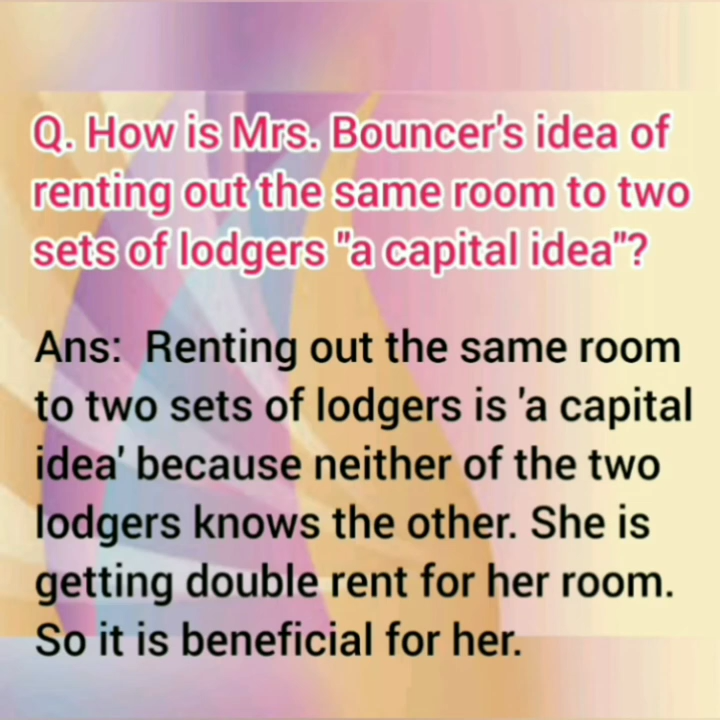 Q. How is Mrs. Bouncer's idea of
renting out the same room to two
sets of lodgers "a capital idea"?
Ans: Renting out the same room
to two sets of lodgers is 'a capital
idea' because neither of the two
lodgers knows the other. She is
getting double rent for her room.
So it is beneficial for her.